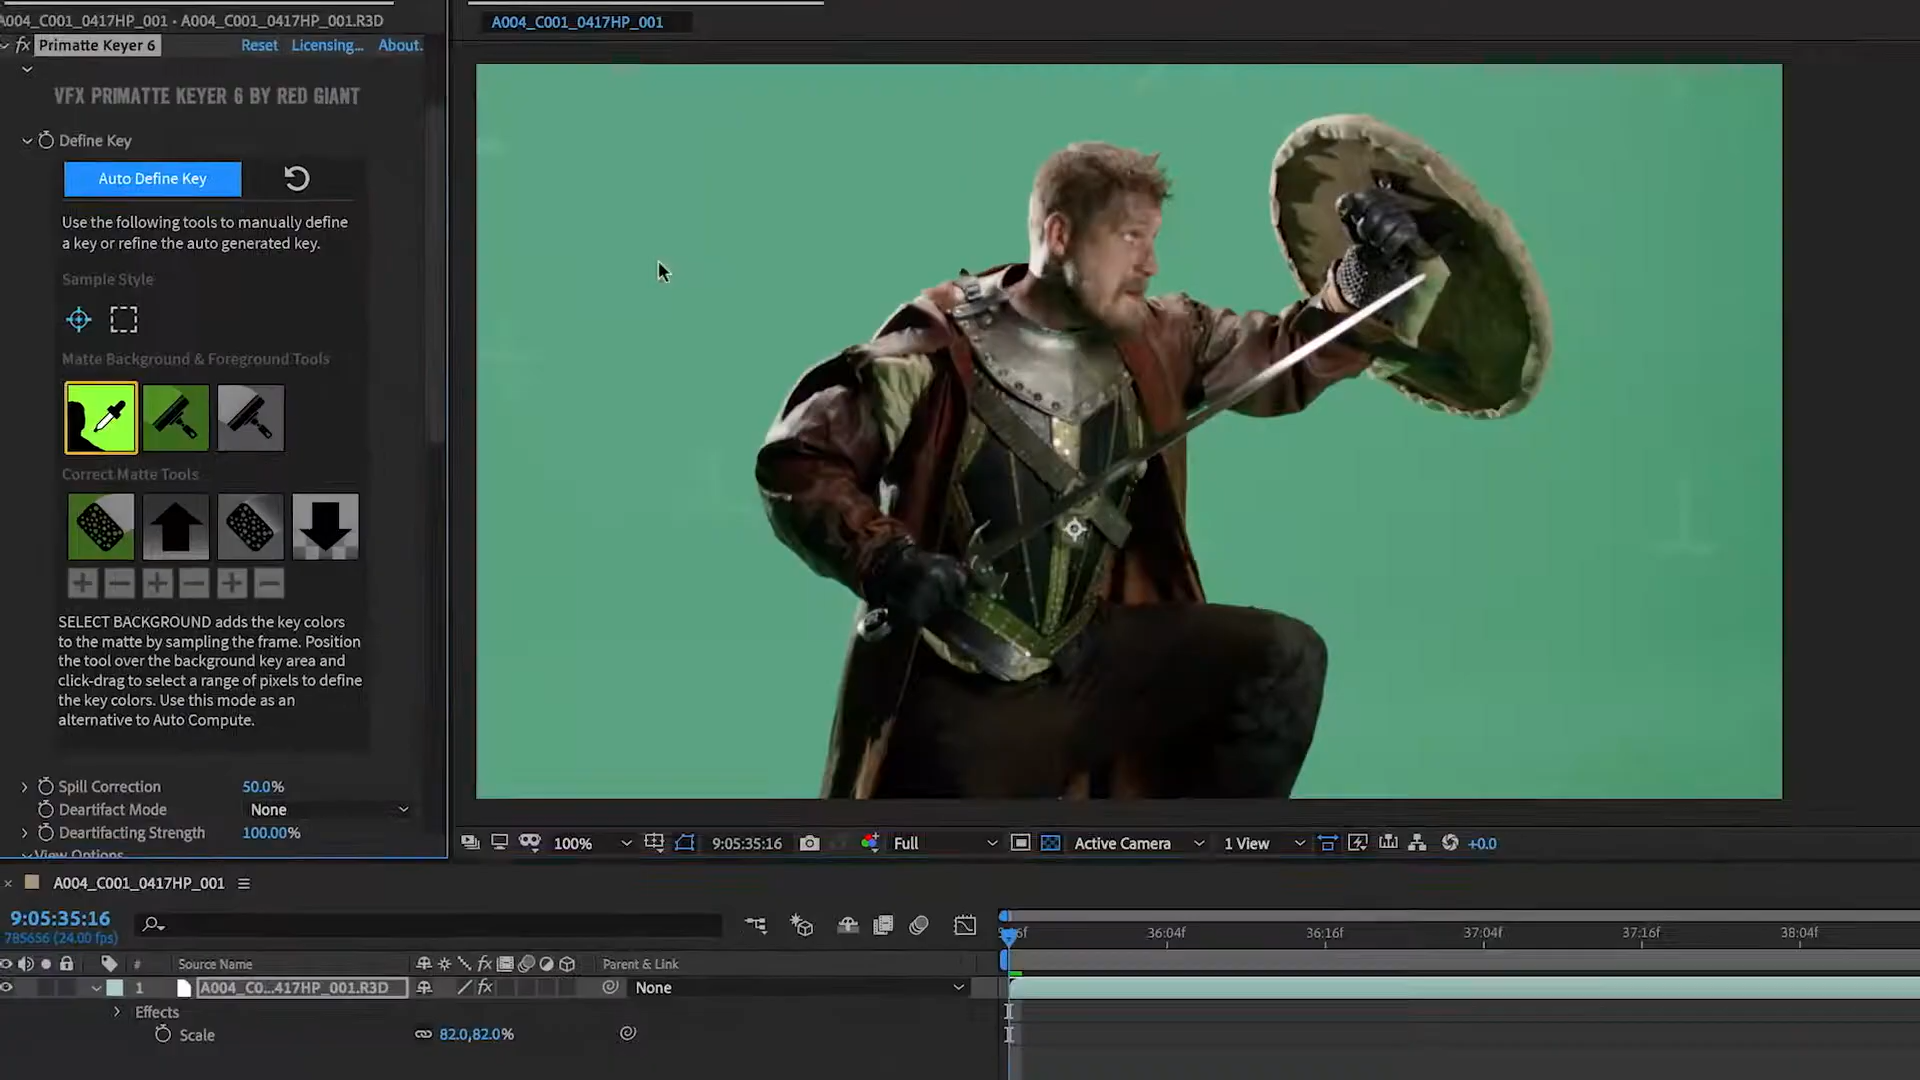 A004_C001_0417HP_001 • A004_C001_0417HP_001.R3D
fx Primatte Keyer 6 Reset Licensing... About.
VFX PRIMATTE KEYER 6 BY RED GIANT
Define Key
Auto Define Key
Use the following tools to manually define
a key or refine the auto generated key.
Sample Style
Matte Background & Foreground Tools
Correct Matte Tools
SELECT BACKGROUND adds the key colors
to the matte by sampling the frame. Position
the tool over the background key area and
click-drag to select a range of pixels to define
the key colors. Use this mode as an
alternative to Auto Compute.
Spill Correction 50.0%
Deartifact Mode None
Deartifacting Strength 100.00%
View Options
A004_C001_0417HP_001
100% 9:05:35:16 Full Active Camera 1 View +0.0
A004_C001_0417HP_001
9:05:35:16
785656 (24.00 fps)
36:04f 36:16f 37:04f 37:16f 38:04f
# Source Name fx Parent & Link
1 A004_C0...417HP_001.R3D fx None
Effects
Scale 82.0,82.0%